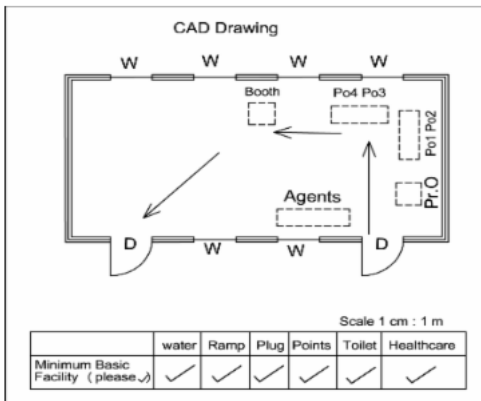 CAD Drawing
W W W W
Booth Po4 Po3
Po1 Po2
Pr.O
Agents
D D
W W
Scale 1 cm : 1 m
water Ramp Plug Points Toilet Healthcare
Minimum Basic
Facility ( please ✓) ✓ ✓ ✓ ✓ ✓ ✓